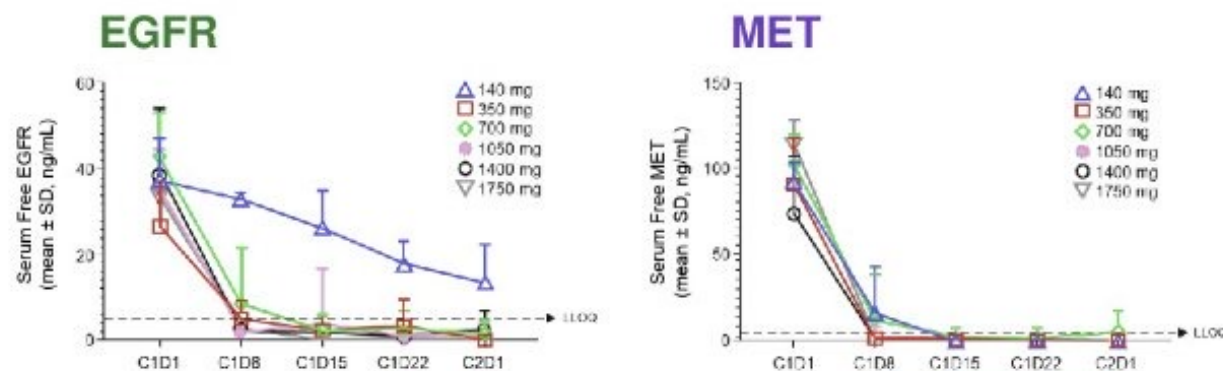 EGFR
MET
60
40
20
0
Serum Free EGFR
(mean ± SD, ng/mL)
140 mg
350 mg
700 mg
1050 mg
1400 mg
1750 mg
LLOQ
C1D1 C1D8 C1D15 C1D22 C2D1
150
100
50
0
Serum Free MET
(mean ± SD, ng/mL)
140 mg
350 mg
700 mg
1050 mg
1400 mg
1750 mg
LLOQ
C1D1 C1D8 C1D15 C1D22 C2D1